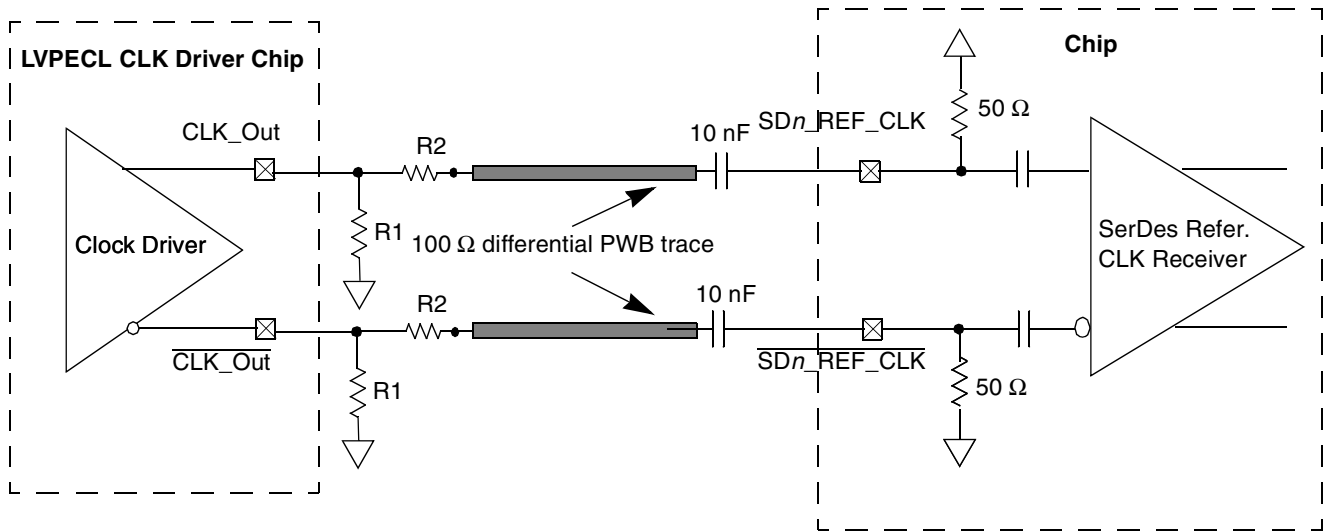 LVPECL CLK Driver Chip
Chip
CLK_Out
R2
10 nF
SDn_REF_CLK
50 Ω
Clock Driver
R1
100 Ω differential PWB trace
SerDes Refer.
CLK Receiver
R2
10 nF
CLK_Out
SDn_REF_CLK
R1
50 Ω